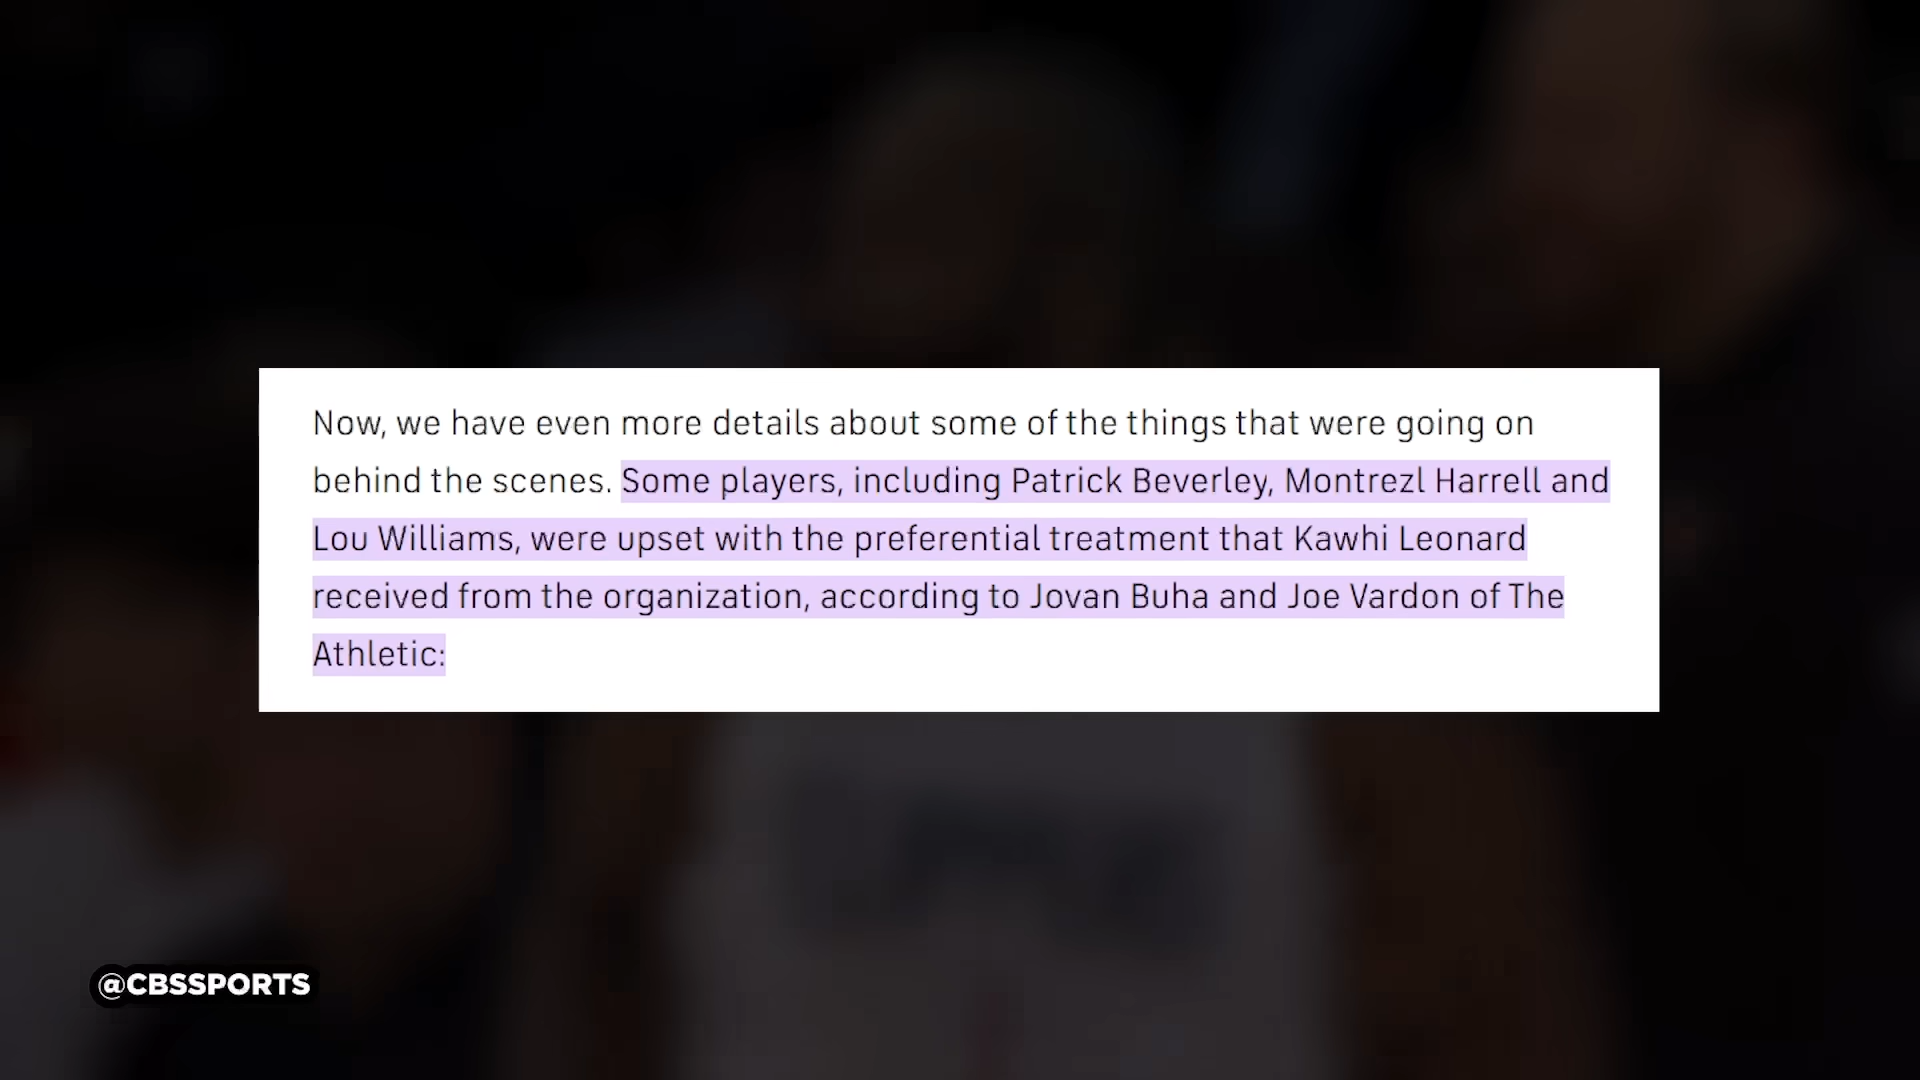 Now, we have even more details about some of the things that were going on
behind the scenes. Some players, including Patrick Beverley, Montrezl Harrell and
Lou Williams, were upset with the preferential treatment that Kawhi Leonard
received from the organization, according to Jovan Buha and Joe Vardon of The
Athletic:
@CBSSPORTS